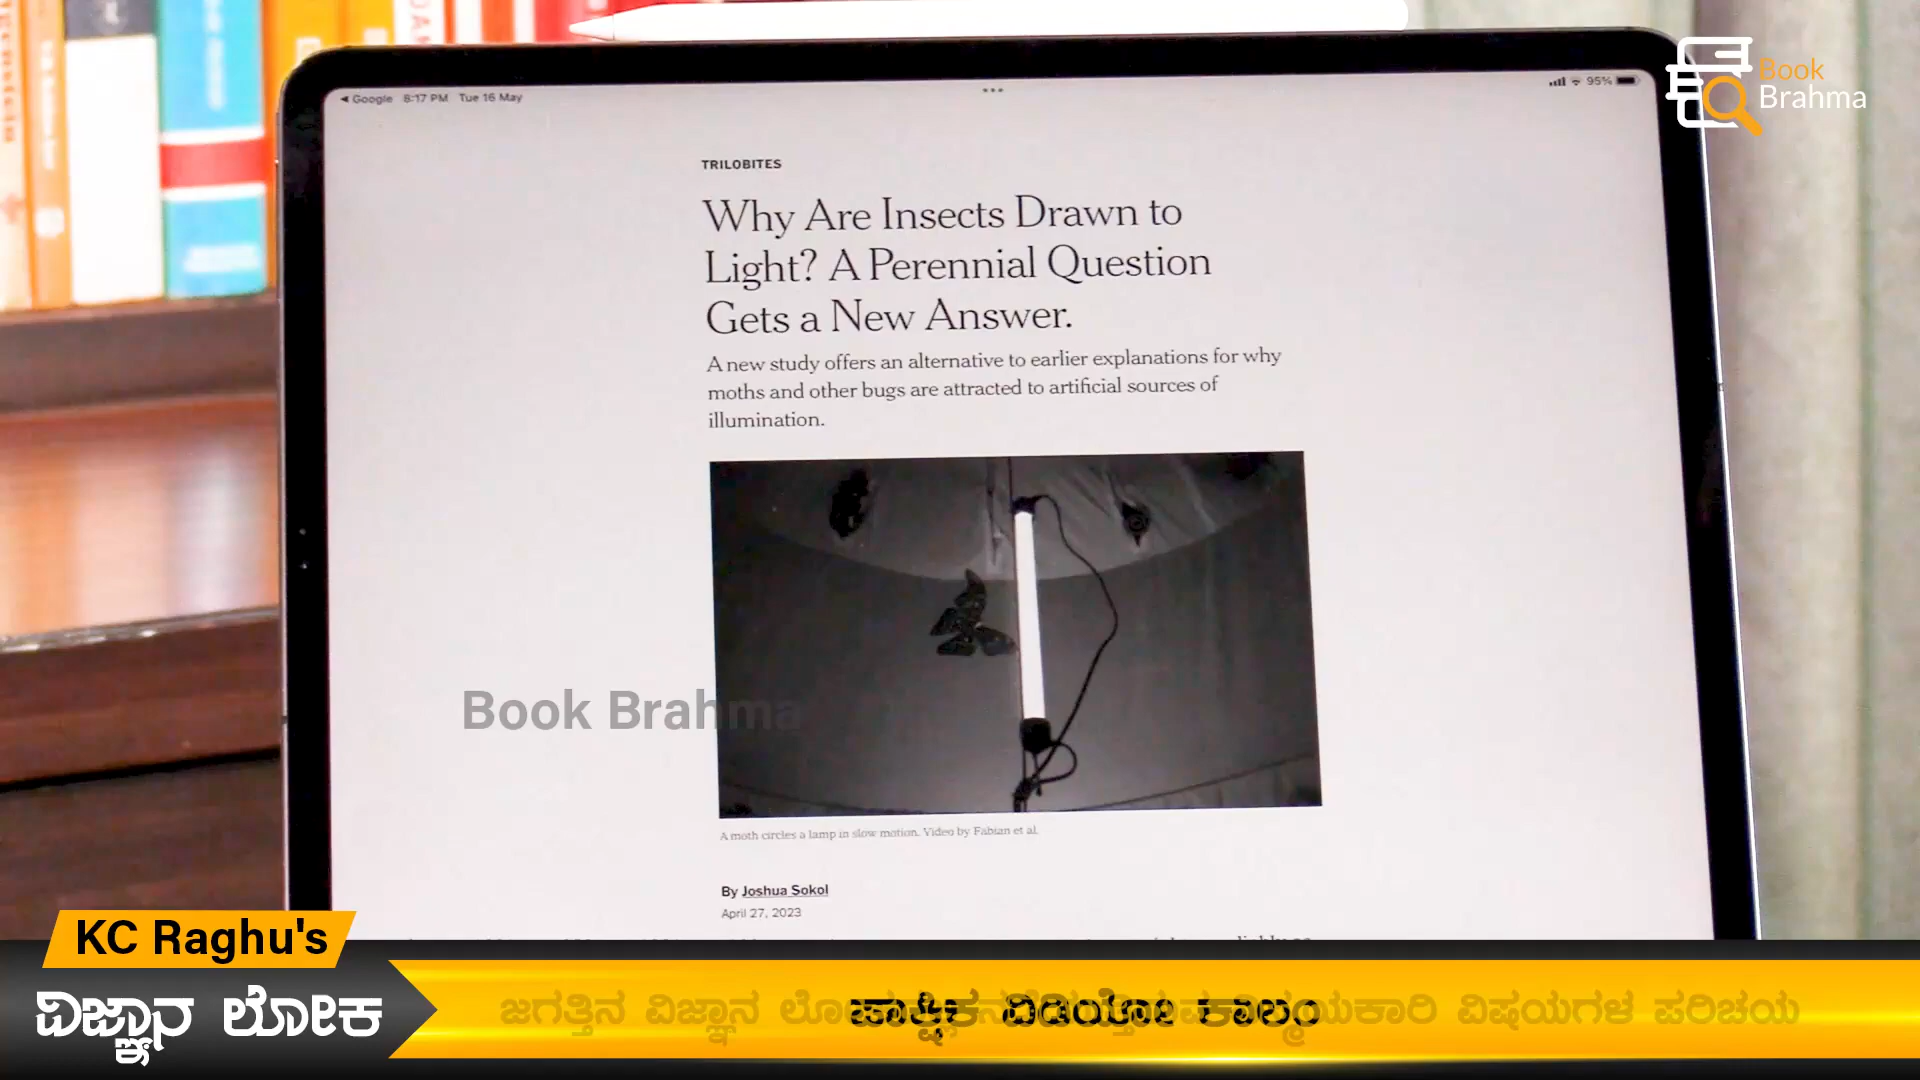 ◀ Google 8:17 PM Tue 16 May
95%
Book
Brahma
TRILOBITES
Why Are Insects Drawn to
Light? A Perennial Question
Gets a New Answer.
A new study offers an alternative to earlier explanations for why
moths and other bugs are attracted to artificial sources of
illumination.
Book Brahma
A moth circles a lamp in slow motion. Video by Fabian et al.
By Joshua Sokol
April 27, 2023
KC Raghu's
ವಿಜ್ಞಾನ ಲೋಕ
ಪಾಕ್ಷಿಕ ವಿಡಿಯೋ ಕಾಲಂ
ಜಗತ್ತಿನ ವಿಜ್ಞಾನ ವಿಷಯಗಳ ಪರಿಚಯ